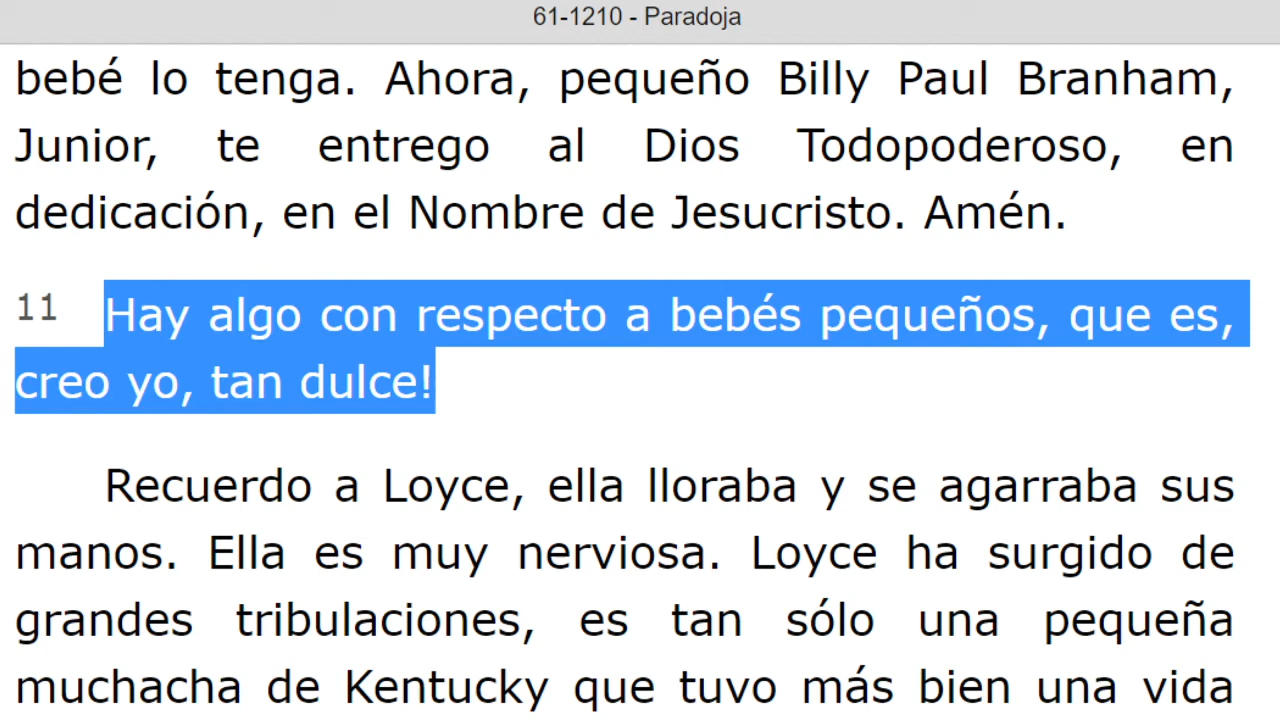 61-1210 - Paradoja
bebé lo tenga. Ahora, pequeño Billy Paul Branham,
Junior, te entrego al Dios Todopoderoso, en
dedicación, en el Nombre de Jesucristo. Amén.
11 Hay algo con respecto a bebés pequeños, que es,
creo yo, tan dulce!
Recuerdo a Loyce, ella lloraba y se agarraba sus
manos. Ella es muy nerviosa. Loyce ha surgido de
grandes tribulaciones, es tan sólo una pequeña
muchacha de Kentucky que tuvo más bien una vida